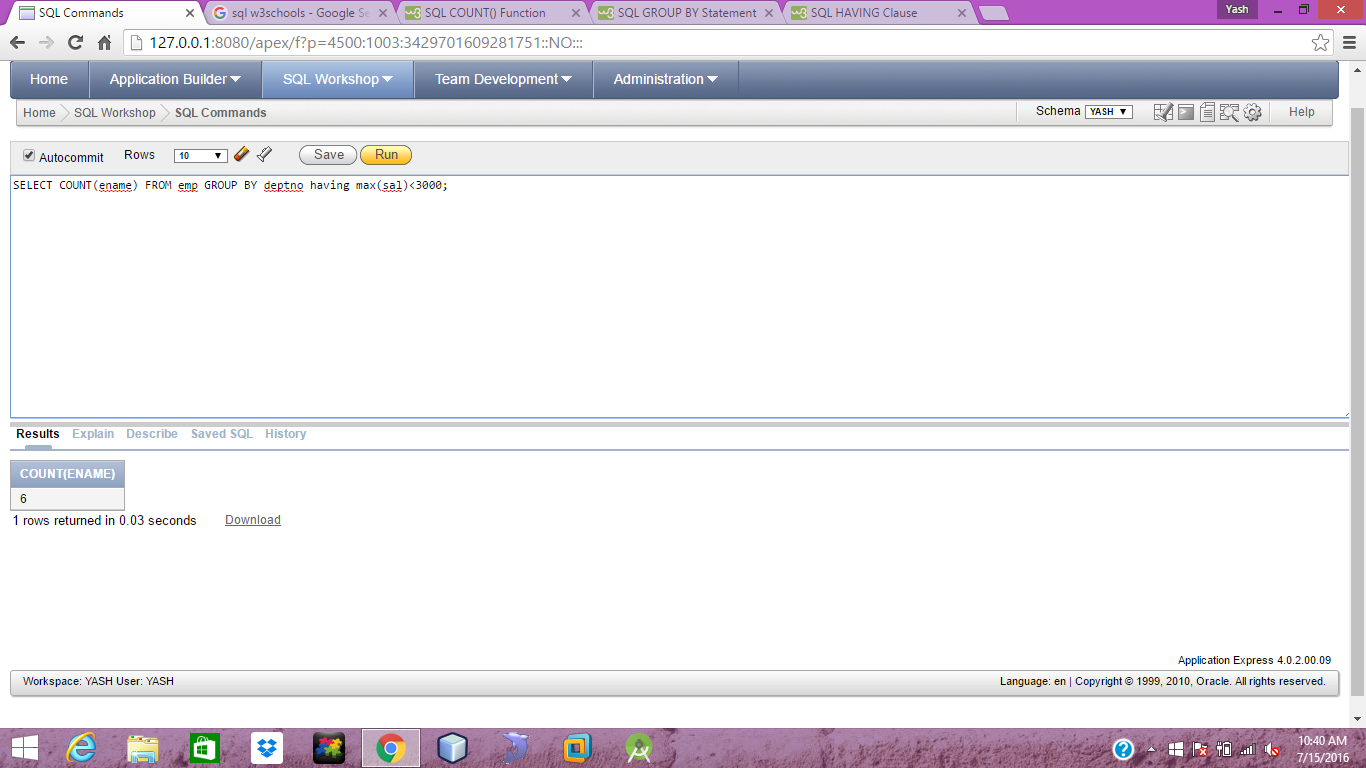 SQL Commands sql w3schools - Google Se SQL COUNT() Function SQL GROUP BY Statement SQL HAVING Clause Yash
127.0.0.1:8080/apex/f?p=4500:1003:3429701609281751::NO:::
Home Application Builder SQL Workshop Team Development Administration
Home SQL Workshop SQL Commands Schema YASH Help
Autocommit Rows 10 Save Run
SELECT COUNT(ename) FROM emp GROUP BY deptno having max(sal)<3000;
Results Explain Describe Saved SQL History
COUNT(ENAME)
6
1 rows returned in 0.03 seconds Download
Application Express 4.0.2.00.09
Workspace: YASH User: YASH Language: en | Copyright © 1999, 2010, Oracle. All rights reserved.
10:40 AM
7/15/2016